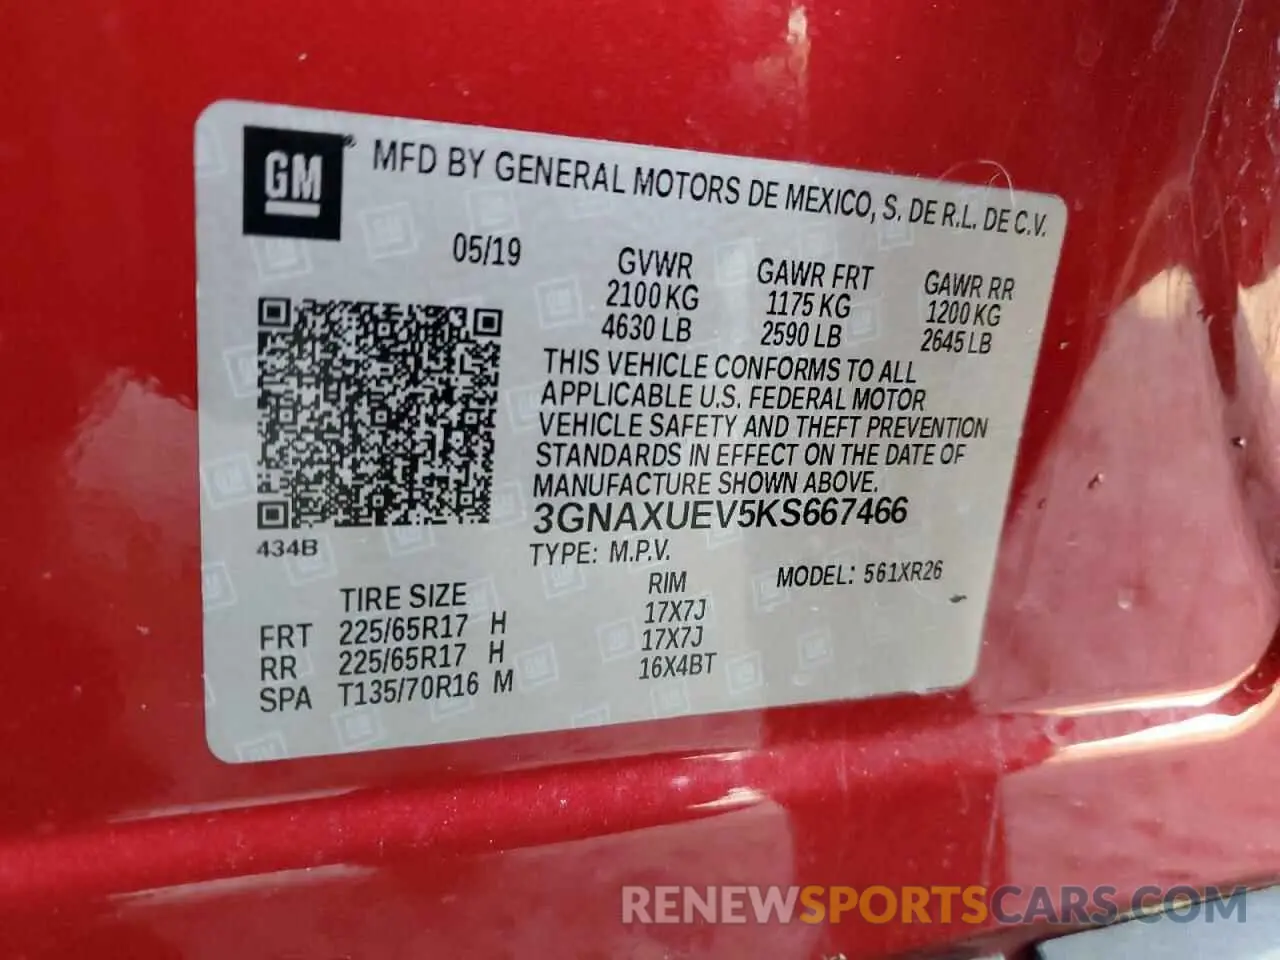 GM ® MFD BY GENERAL MOTORS DE MEXICO, S. DE R.L. DE C.V.
05/19 GVWR GAWR FRT GAWR RR
2100 KG 1175 KG 1200 KG
4630 LB 2590 LB 2645 LB
THIS VEHICLE CONFORMS TO ALL
APPLICABLE U.S. FEDERAL MOTOR
VEHICLE SAFETY AND THEFT PREVENTION
STANDARDS IN EFFECT ON THE DATE OF
MANUFACTURE SHOWN ABOVE.
3GNAXUEV5KS667466
434B
TYPE: M.P.V. MODEL: 561XR26
TIRE SIZE RIM
FRT 225/65R17 H 17X7J
RR 225/65R17 H 17X7J
SPA T135/70R16 M 16X4BT
RENEWSPORTSCARS.COM